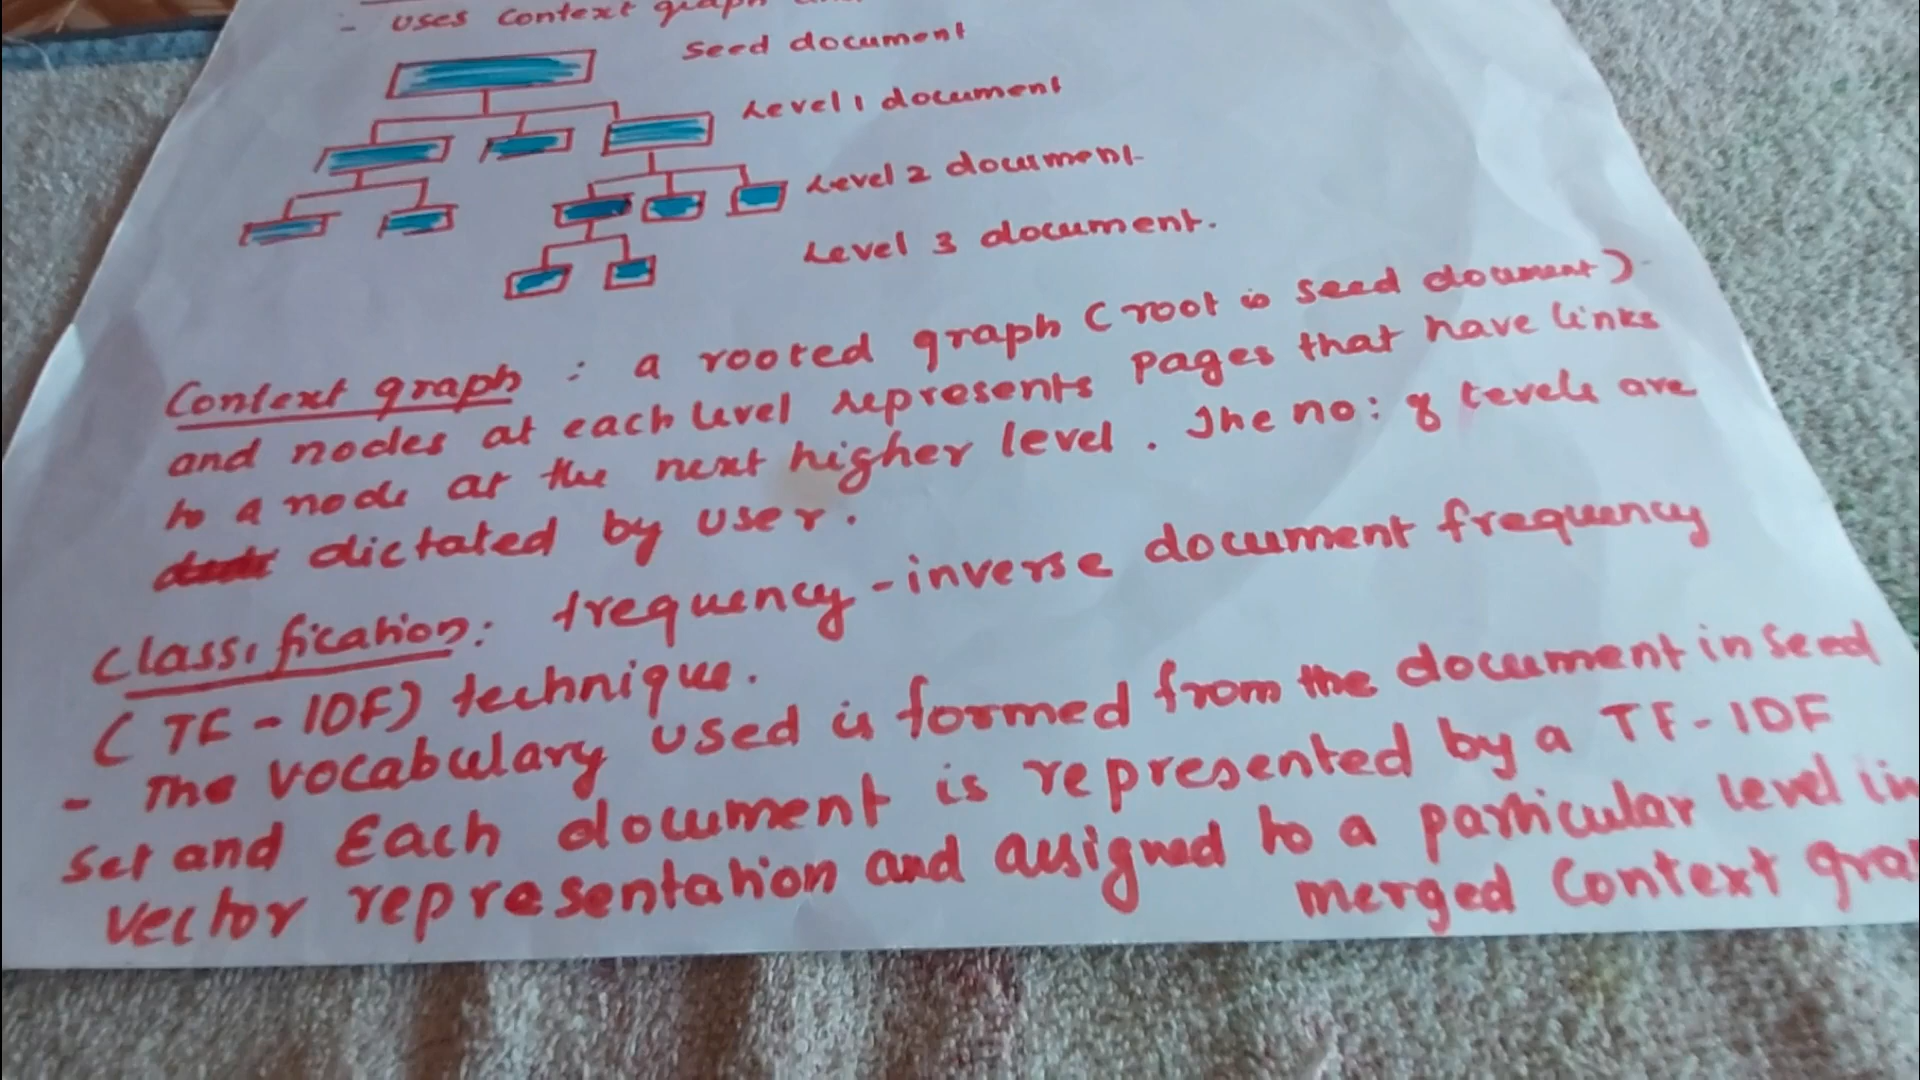 - uses context graph
Seed document
Level 1 document
Level 2 document
Level 3 document.
Context graph : a rooted graph (root is seed document)
and nodes at each level represents pages that have links
to a node at the next higher level. The no: of levels are
dictated by user.
Classification: frequency-inverse document frequency
(TF-IDF) technique.
- The vocabulary used is formed from the document in seed
set and Each document is represented by a TF-IDF
vector representation and assigned to a particular level (in
merged context gra